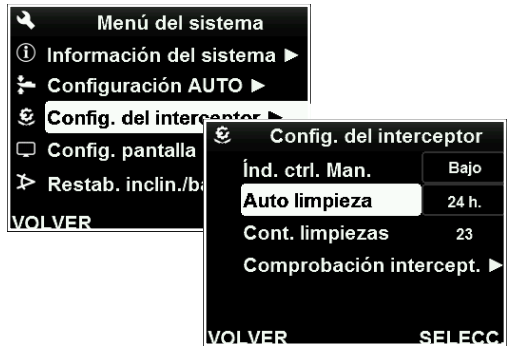 Menú del sistema
Información del sistema ▶
Configuración AUTO ▶
Config. del interceptor ▶
Config. pantalla
Restab. inclin./ba
VOLVER
Config. del interceptor
Índ. ctrl. Man. Bajo
Auto limpieza 24 h.
Cont. limpiezas 23
Comprobación intercept. ▶
VOLVER SELECC.